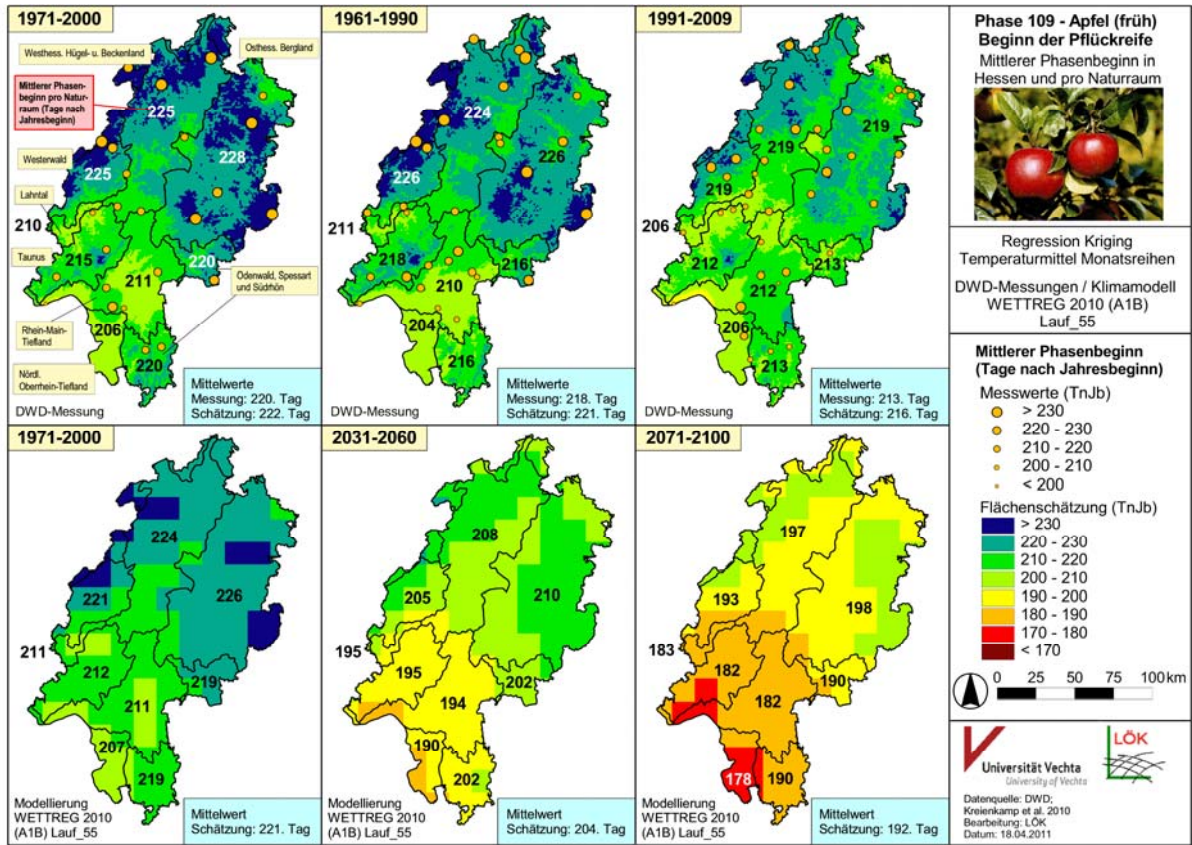 1971-2000
Westhess. Hügel- u. Beckenland
Osthess. Bergland
Mittlerer Phasen-
beginn pro Natur-
raum (Tage nach
Jahresbeginn)
225
228
Westerwald
225
Lahntal
210
215
Taunus
211
220
Odenwald, Spessart
und Südrhön
206
Rhein-Main-
Tiefland
220
Nördl.
Oberrhein-Tiefland
DWD-Messung
Mittelwerte
Messung: 220. Tag
Schätzung: 222. Tag
1961-1990
224
226
226
211
218
216
210
204
216
DWD-Messung
Mittelwerte
Messung: 218. Tag
Schätzung: 221. Tag
1991-2009
219
219
219
206
212
213
212
206
213
Mittelwerte
Messung: 213. Tag
Schätzung: 216. Tag
1971-2000
224
221
226
211
212
219
211
207
219
Modellierung
WETTREG 2010
(A1B) Lauf_55
Mittelwert
Schätzung: 221. Tag
2031-2060
208
205
210
195
195
202
194
190
202
Modellierung
WETTREG 2010
(A1B) Lauf_55
Mittelwert
Schätzung: 204. Tag
2071-2100
197
193
198
183
182
190
182
178
190
Modellierung
WETTREG 2010
(A1B) Lauf_55
Mittelwert
Schätzung: 192. Tag
Phase 109 - Apfel (früh)
Beginn der Pflückreife
Mittlerer Phasenbeginn in
Hessen und pro Naturraum
Regression Kriging
Temperaturmittel Monatsreihen
DWD-Messungen / Klimamodell
WETTREG 2010 (A1B)
Lauf_55
Mittlerer Phasenbeginn
(Tage nach Jahresbeginn)
Messwerte (TnJb)
> 230
220 - 230
210 - 220
200 - 210
< 200
Flächenschätzung (TnJb)
> 230
220 - 230
210 - 220
200 - 210
190 - 200
180 - 190
170 - 180
< 170
0 25 50 75 100 km
Universität Vechta
University of Vechta
LÖK
Datenquelle: DWD;
Kreienkamp et al. 2010
Bearbeitung: LÖK
Datum: 18.04.2011